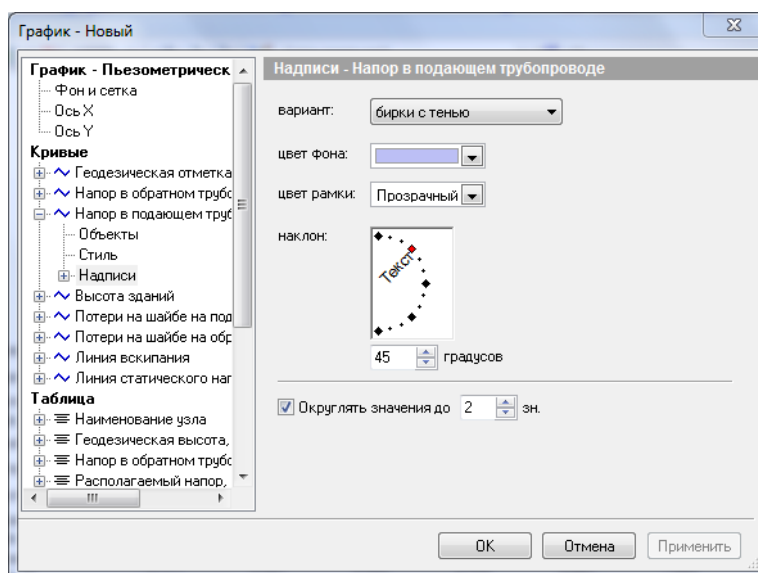 График - Новый
График - Пьезометрическ
Фон и сетка
Ось X
Ось Y
Кривые
Геодезическая отметка
Напор в обратном трубс
Напор в подающем труб
Объекты
Стиль
Надписи
Высота зданий
Потери на шайбе на под
Потери на шайбе на обр
Линия вскипания
Линия статического наг
Таблица
Наименование узла
Геодезическая высота,
Напор в обратном трубс
Располагаемый напор,
Надписи - Напор в подающем трубопроводе
вариант: бирки с тенью
цвет фона:
цвет рамки: Прозрачный
наклон:
Текст
45 градусов
Округлять значения до 2 зн.
OK Отмена Применить